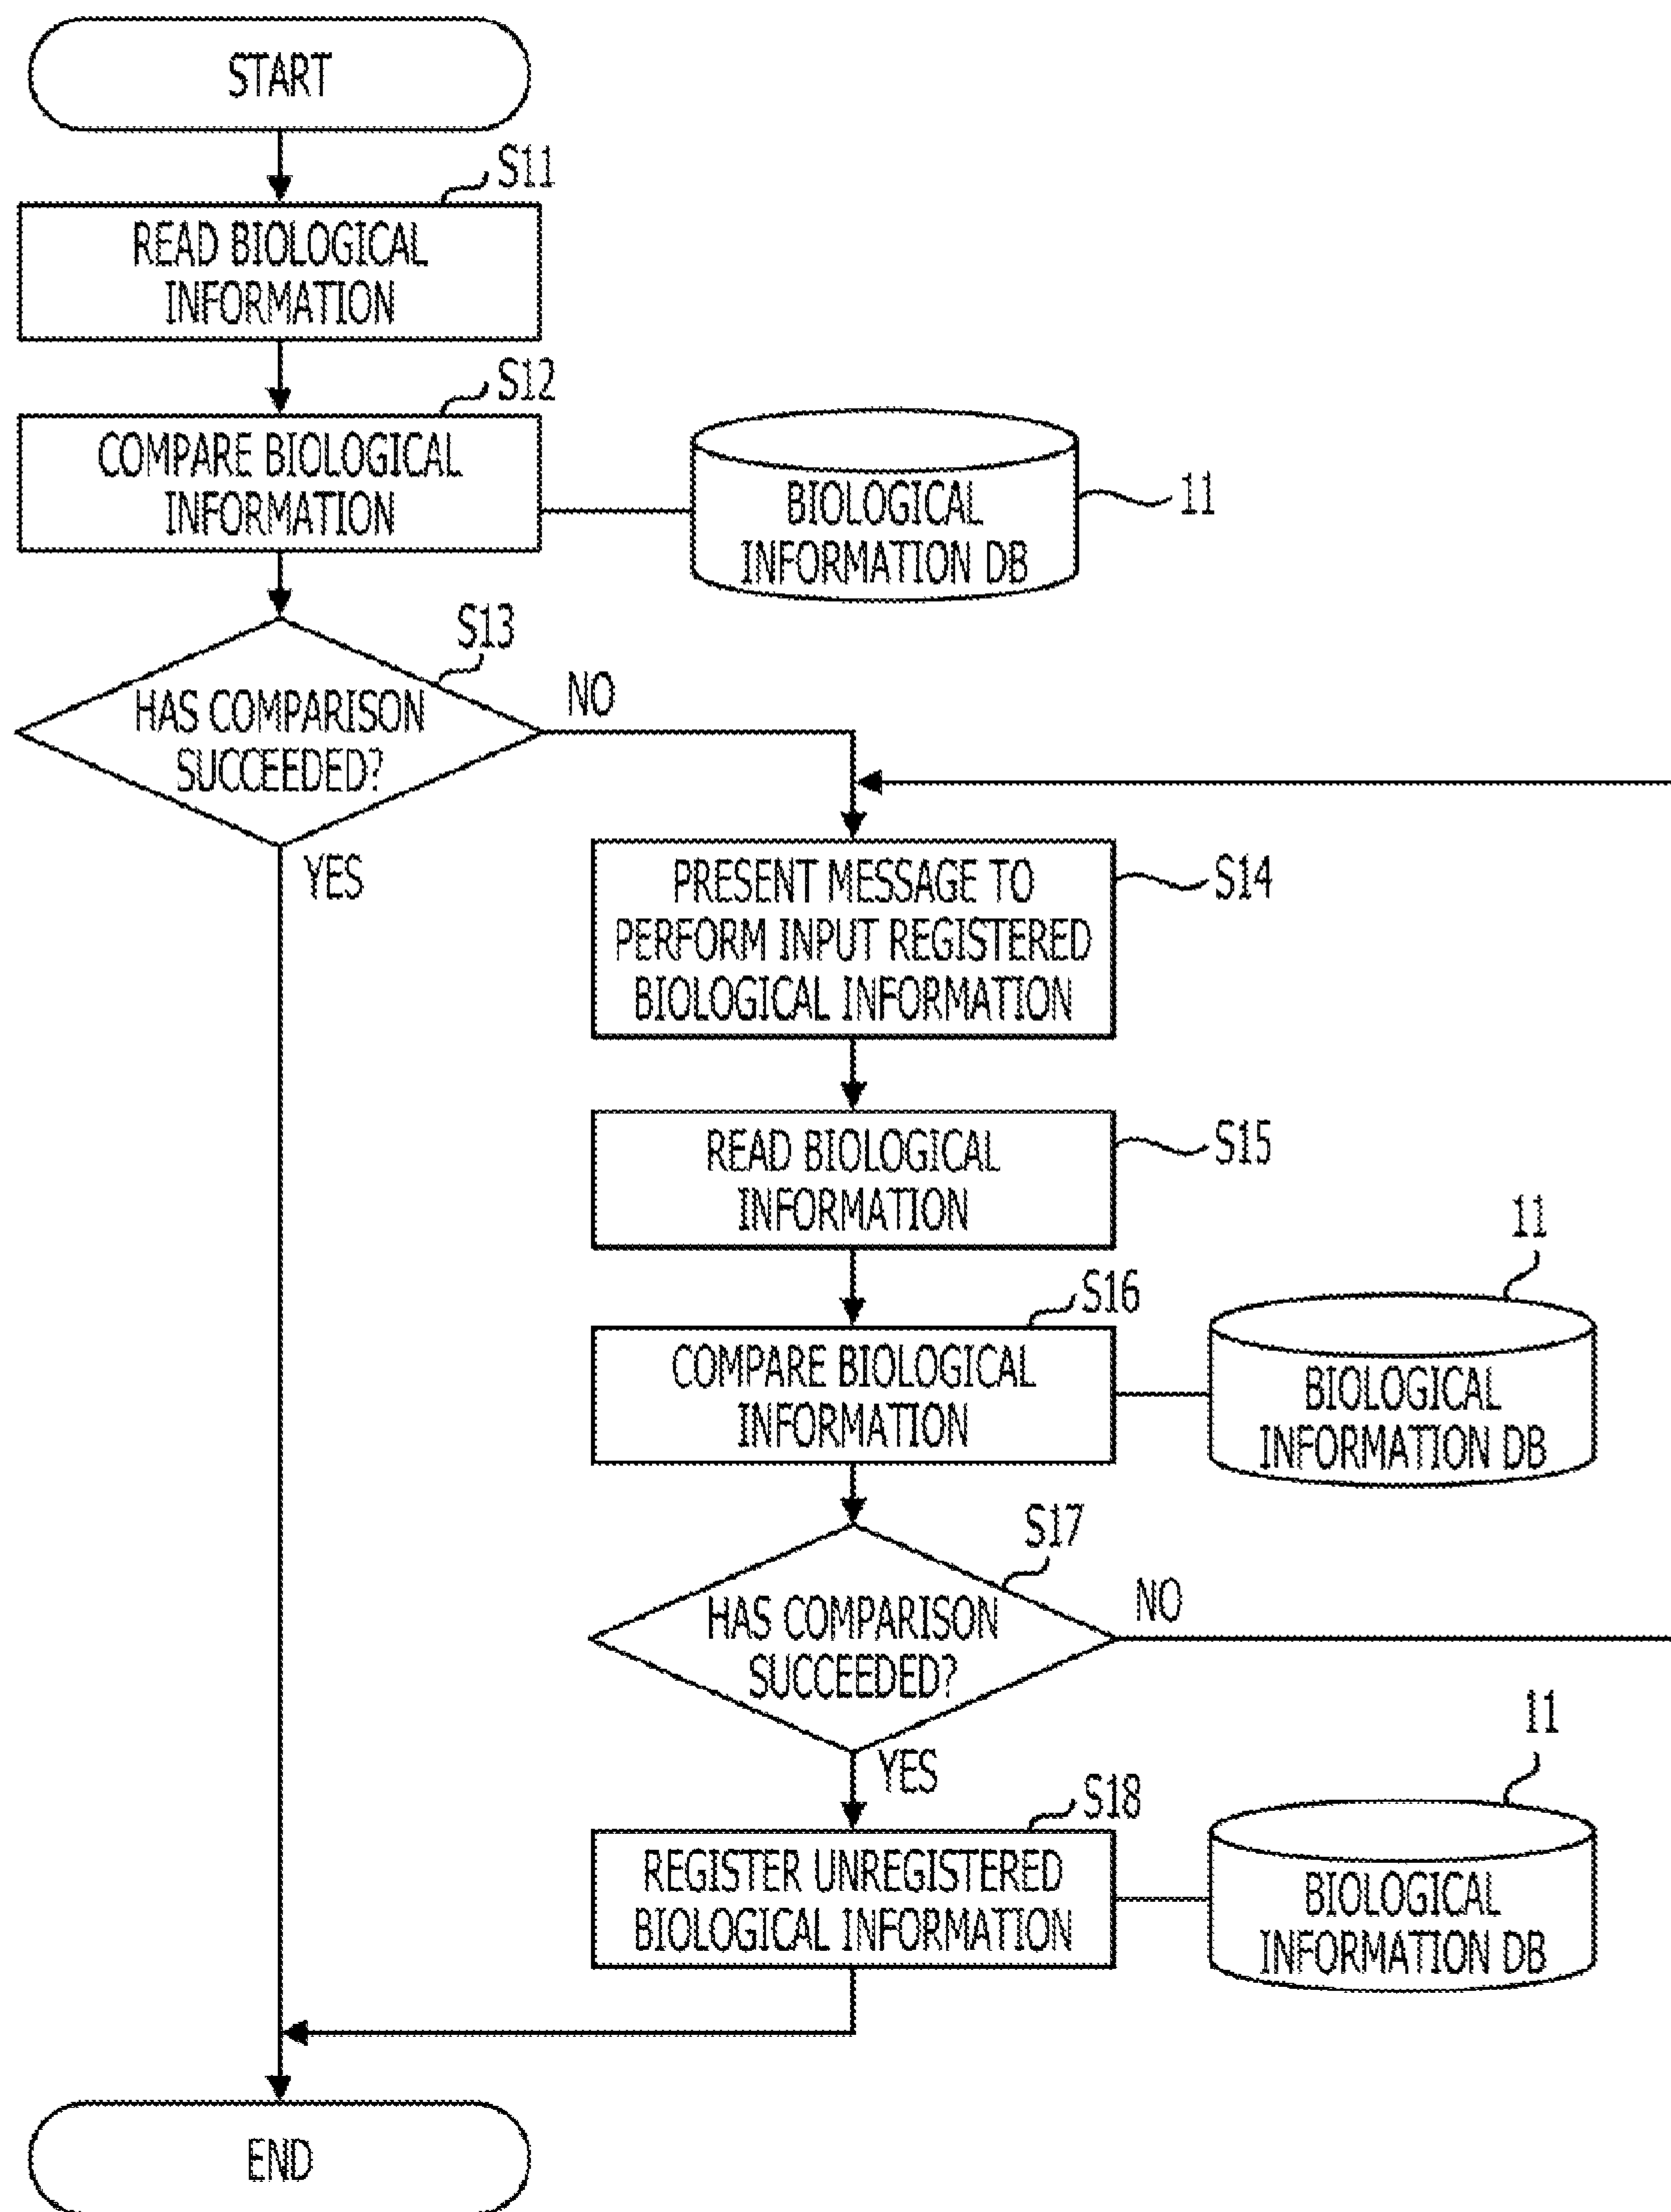 START
S11
READ BIOLOGICAL
INFORMATION
S12
COMPARE BIOLOGICAL
INFORMATION
BIOLOGICAL
INFORMATION DB
11
S13
HAS COMPARISON
SUCCEEDED?
NO
YES
PRESENT MESSAGE TO
PERFORM INPUT REGISTERED
BIOLOGICAL INFORMATION
S14
READ BIOLOGICAL
INFORMATION
S15
S16
COMPARE BIOLOGICAL
INFORMATION
11
BIOLOGICAL
INFORMATION DB
S17
HAS COMPARISON
SUCCEEDED?
NO
YES
S18
REGISTER UNREGISTERED
BIOLOGICAL INFORMATION
11
BIOLOGICAL
INFORMATION DB
END